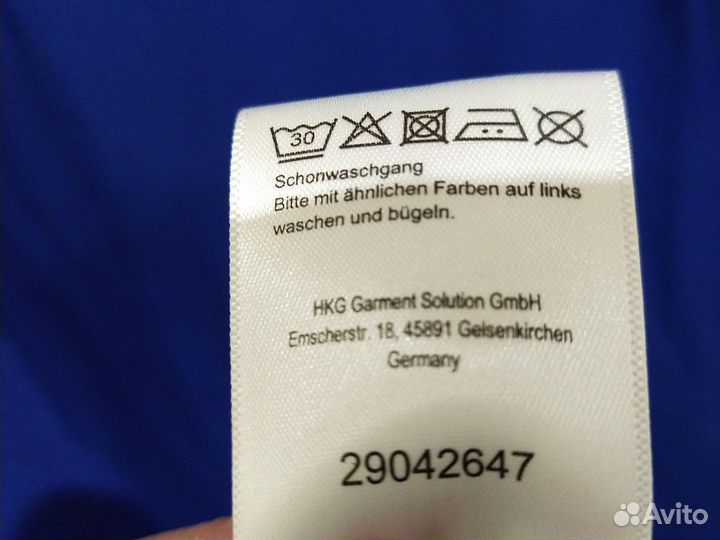 30
Schonwaschgang
Bitte mit ähnlichen Farben auf links
waschen und bügeln.
HKG Garment Solution GmbH
Emscherstr. 18, 45891 Gelsenkirchen
Germany
29042647
Avito